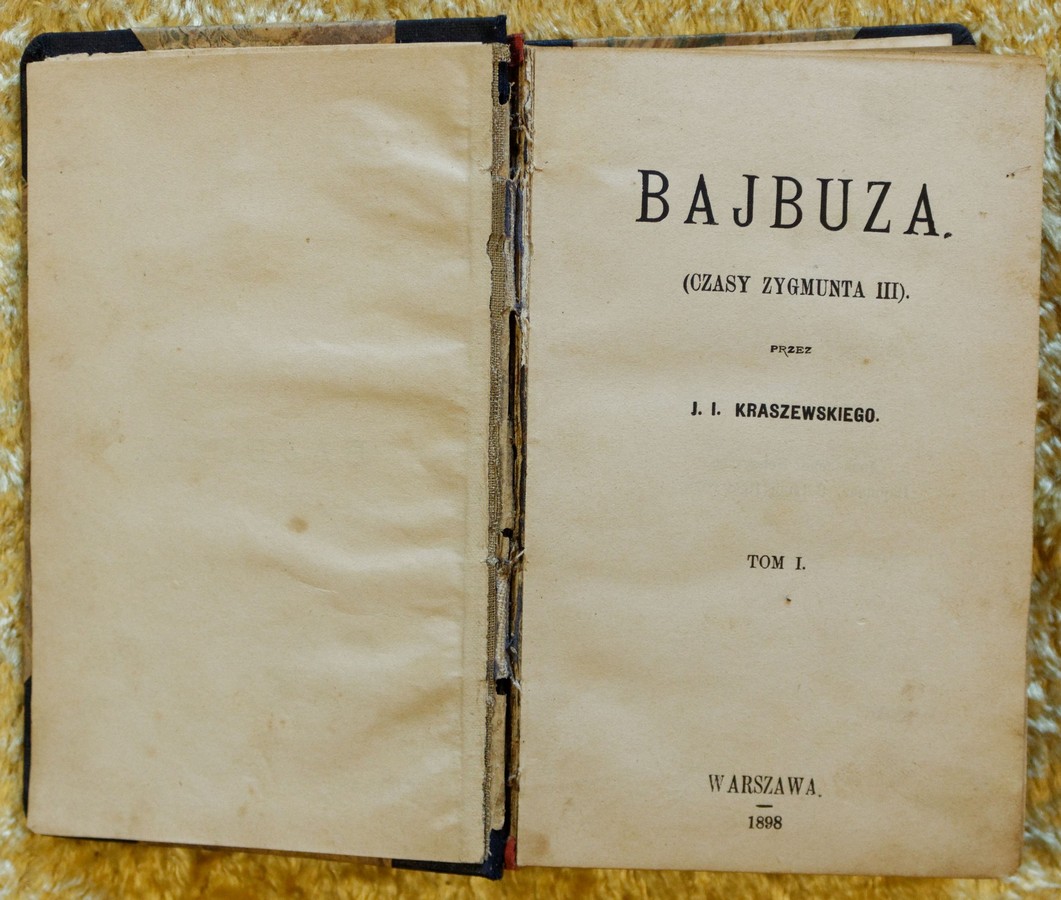 BAJBUZA.
(CZASY ZYGMUNTA III).
PRZEZ
J. I. KRASZEWSKIEGO.
TOM I.
WARSZAWA.
1898